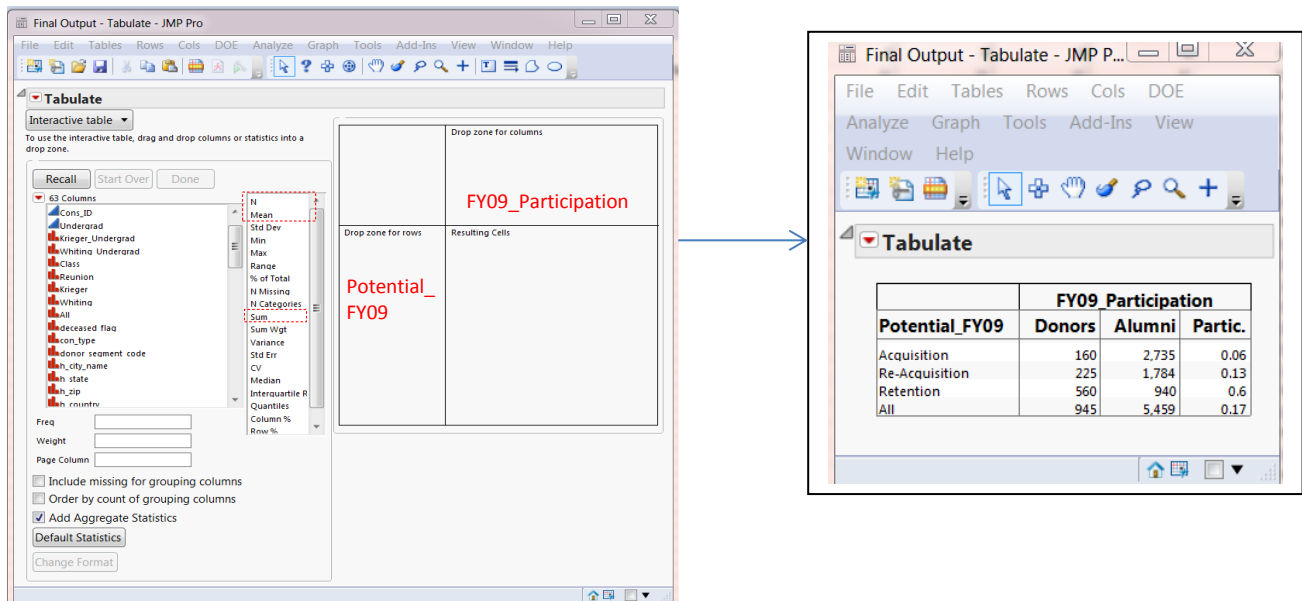 Final Output - Tabulate - JMP Pro
File Edit Tables Rows Cols DOE Analyze Graph Tools Add-Ins View Window Help
Tabulate
Interactive table
To use the interactive table, drag and drop columns or statistics into a
drop zone.
Recall Start Over Done
63 Columns
Cons_ID
Undergrad
Krieger_Undergrad
Whiting_Undergrad
Class
Reunion
Krieger
Whiting
All
deceased_flag
con_type
donor_segment_code
h_city_name
h_state
h_zip
h_country
N
Mean
Std Dev
Min
Max
Range
% of Total
N Missing
N Categories
Sum
Sum Wgt
Variance
Std Err
CV
Median
Interquartile R
Quantiles
Column %
Row %
Freq
Weight
Page Column
Include missing for grouping columns
Order by count of grouping columns
Add Aggregate Statistics
Default Statistics
Change Format
Drop zone for columns
FY09_Participation
Drop zone for rows
Resulting Cells
Potential_
FY09
Final Output - Tabulate - JMP P...
File Edit Tables Rows Cols DOE
Analyze Graph Tools Add-Ins View
Window Help
Tabulate
FY09_Participation
Potential_FY09 Donors Alumni Partic.
Acquisition 160 2,735 0.06
Re-Acquisition 225 1,784 0.13
Retention 560 940 0.6
All 945 5,459 0.17